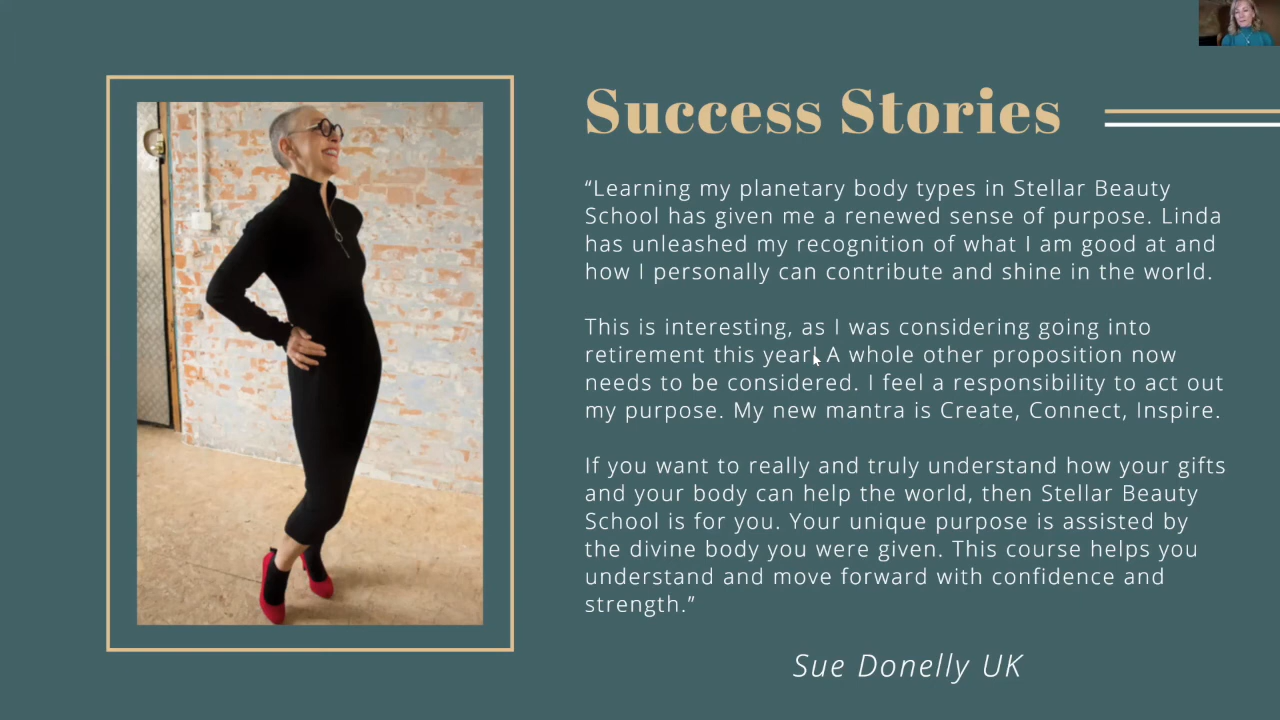 Success Stories
“Learning my planetary body types in Stellar Beauty
School has given me a renewed sense of purpose. Linda
has unleashed my recognition of what I am good at and
how I personally can contribute and shine in the world.
This is interesting, as I was considering going into
retirement this year! A whole other proposition now
needs to be considered. I feel a responsibility to act out
my purpose. My new mantra is Create, Connect, Inspire.
If you want to really and truly understand how your gifts
and your body can help the world, then Stellar Beauty
School is for you. Your unique purpose is assisted by
the divine body you were given. This course helps you
understand and move forward with confidence and
strength.”
Sue Donelly UK